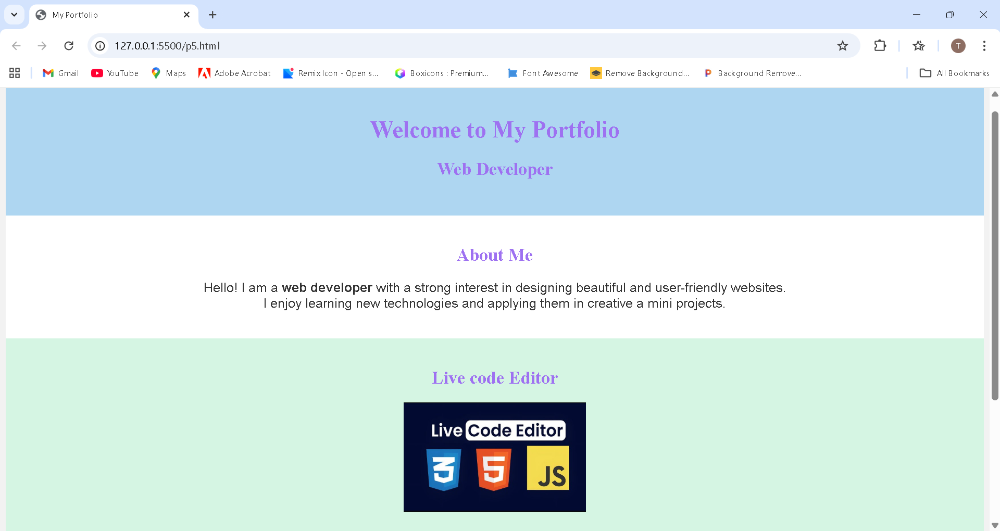 My Portfolio
127.0.0.1:5500/p5.html
T
Gmail
YouTube
Maps
Adobe Acrobat
Remix Icon - Open s...
Boxicons : Premium...
Font Awesome
Remove Background...
Background Remove...
All Bookmarks
Welcome to My Portfolio
Web Developer
About Me
Hello! I am a web developer with a strong interest in designing beautiful and user-friendly websites.
I enjoy learning new technologies and applying them in creative a mini projects.
Live code Editor
Live Code Editor
3 5 JS